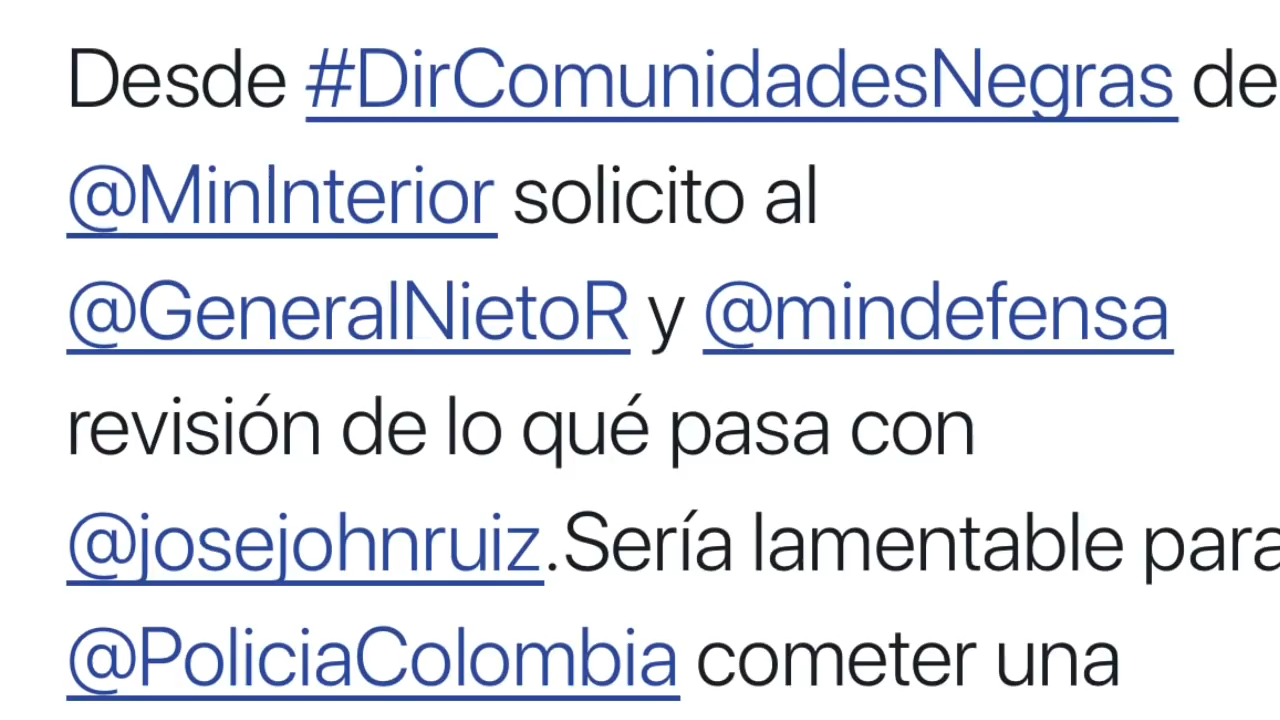 Desde #DirComunidadesNegras de
@MinInterior solicito al
@GeneralNietoR y @mindefensa
revisión de lo qué pasa con
@josejohnruiz.Sería lamentable para
@PoliciaColombia cometer una